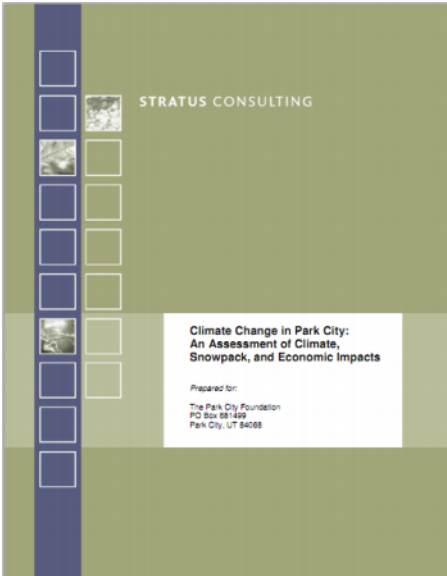 STRATUS CONSULTING
Climate Change in Park City:
An Assessment of Climate,
Snowpack, and Economic Impacts
Prepared for:
The Park City Foundation
PO Box 681499
Park City, UT 84068